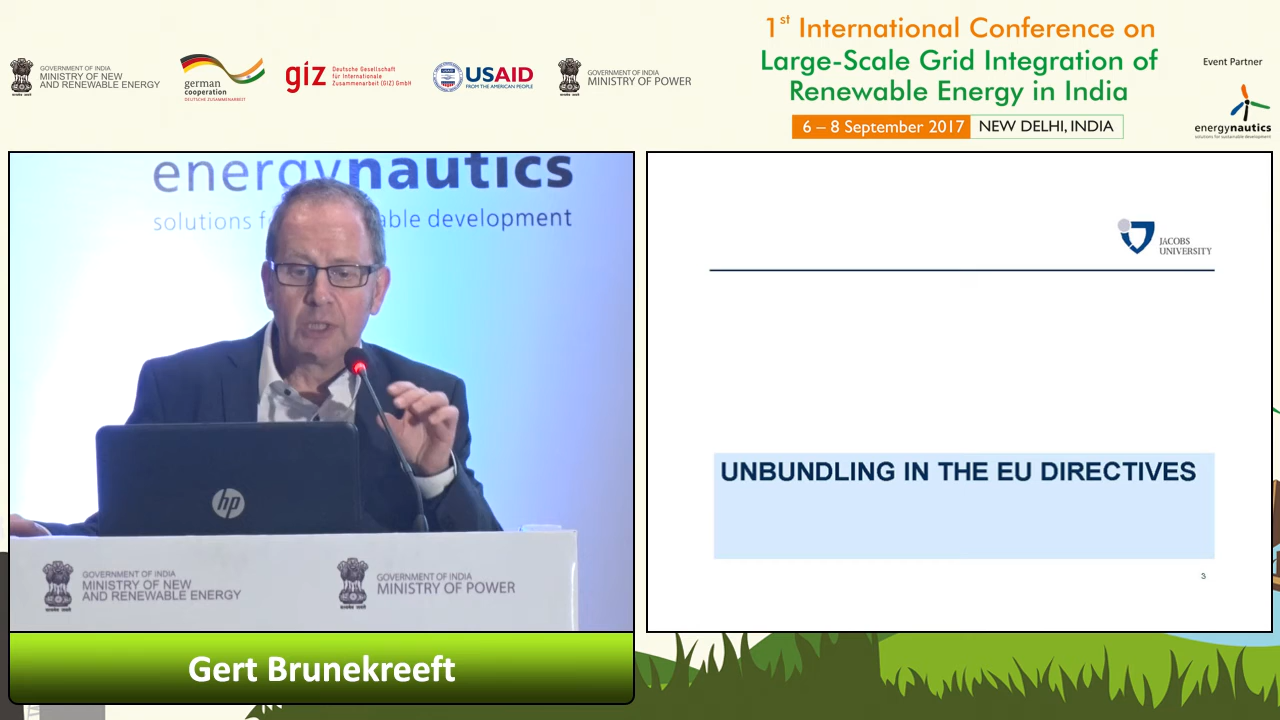 GOVERNMENT OF INDIA
MINISTRY OF NEW
AND RENEWABLE ENERGY
german
cooperation
DEUTSCHE ZUSAMMENARBEIT
giz
Deutsche Gesellschaft
für Internationale
Zusammenarbeit (GIZ) GmbH
USAID
FROM THE AMERICAN PEOPLE
GOVERNMENT OF INDIA
MINISTRY OF POWER
1st International Conference on
Large-Scale Grid Integration of
Renewable Energy in India
6 – 8 September 2017 NEW DELHI, INDIA
Event Partner
energynautics
solutions for sustainable development
energynautics
solutions f able development
hp
GOVERNMENT OF INDIA
MINISTRY OF NEW
AND RENEWABLE ENERGY
GOVERNMENT OF INDIA
MINISTRY OF POWER
Gert Brunekreeft
JACOBS
UNIVERSITY
UNBUNDLING IN THE EU DIRECTIVES
3